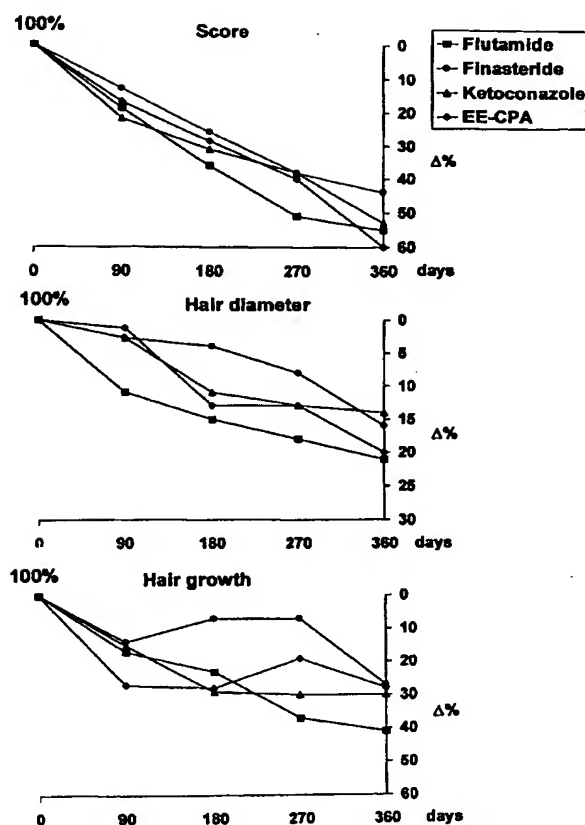 100%
Score
0
10
20
30
40
50
60
Δ%
0 90 180 270 360 days
Flutamide
Finasteride
Ketoconazole
EE-CPA
100%
Hair diameter
0
5
10
15
20
25
30
Δ%
0 90 180 270 360 days
100%
Hair growth
0
10
20
30
40
50
60
Δ%
0 90 180 270 360 days